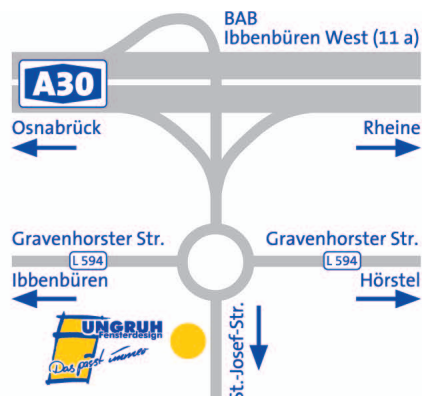 BAB
Ibbenbüren West (11 a)
A30
Osnabrück
Rheine
Gravenhorster Str.
Gravenhorster Str.
L 594
L 594
Ibbenbüren
Hörstel
UNGRUH
Fensterdesign
Das passt immer
St.-Josef-Str.